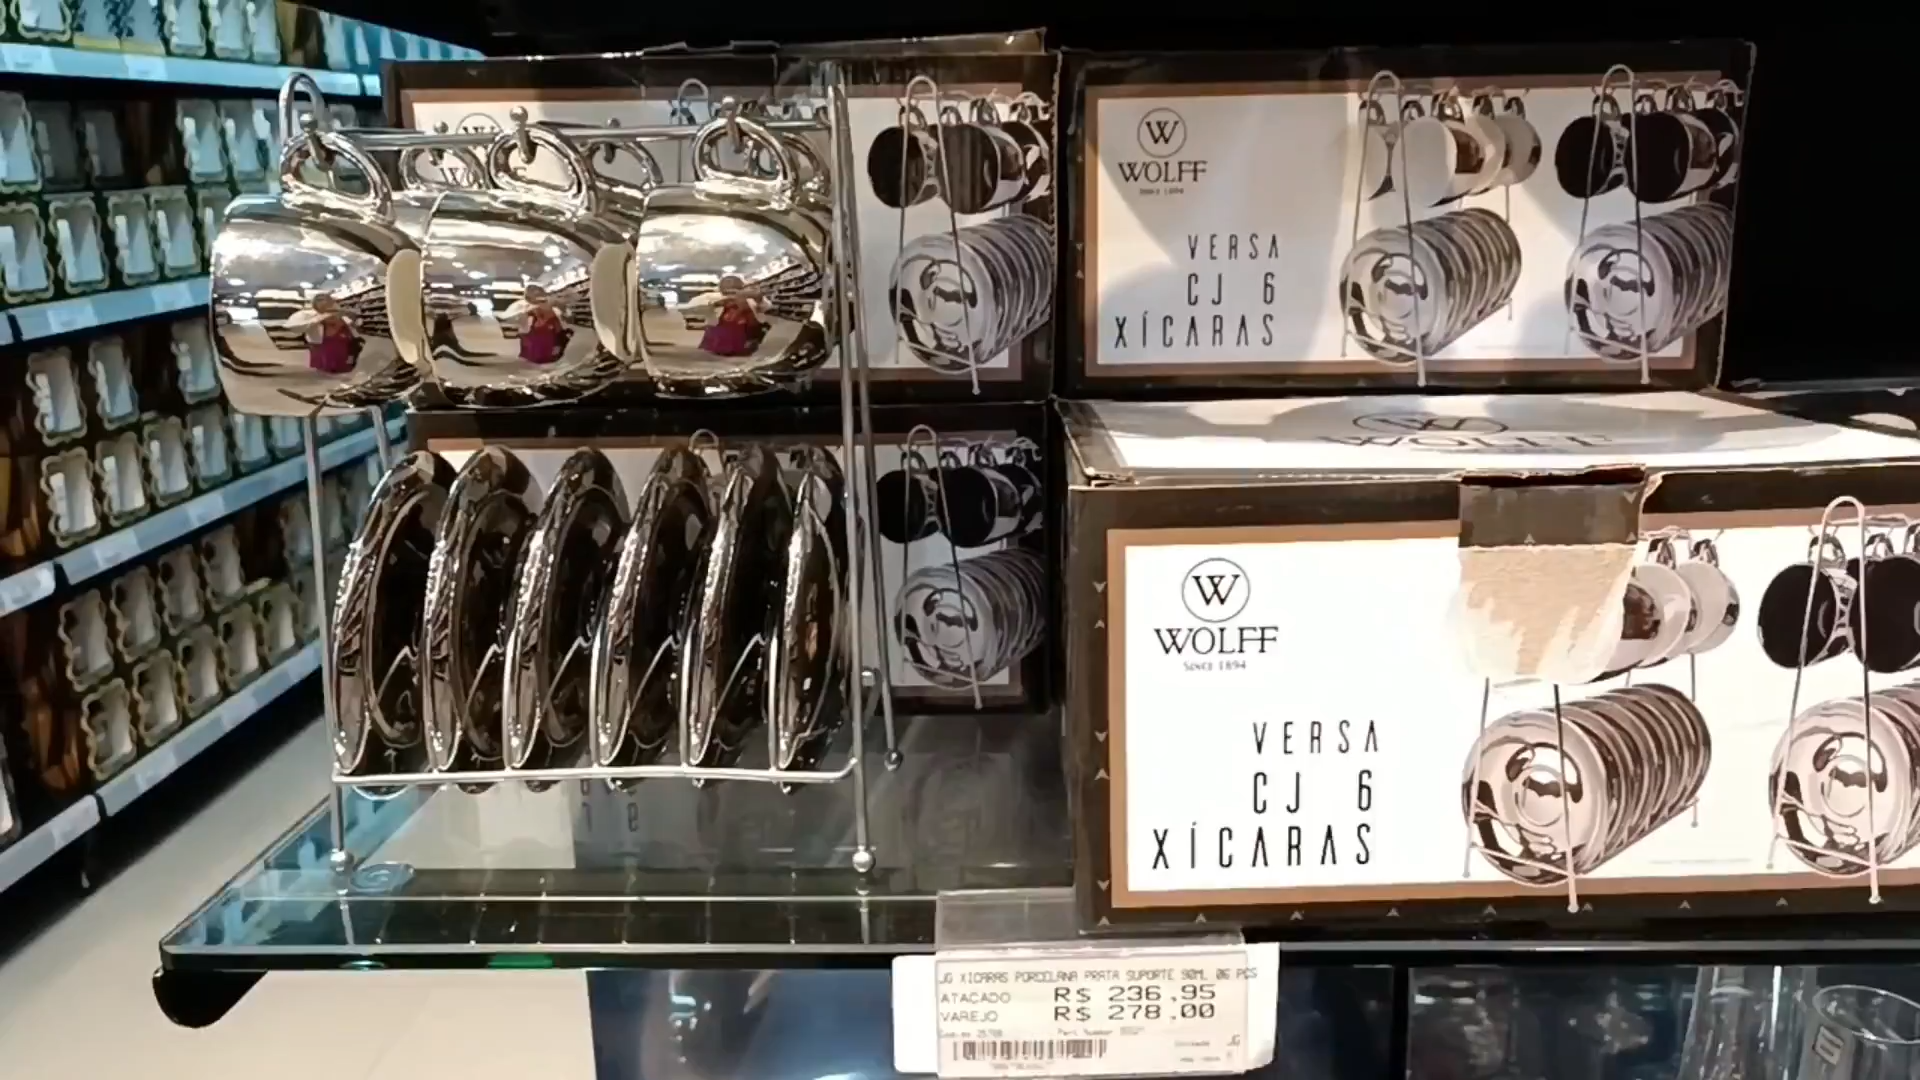 W
WOLFF
Since 1894
VERSA
CJ 6
XÍCARAS
WOLFF
W
WOLFF
Since 1894
VERSA
CJ 6
XÍCARAS
JG XICARAS PORCELANA PRATA SUPORTE 90ML 06 PCS
ATACADO R$ 236,95
VAREJO R$ 278,00